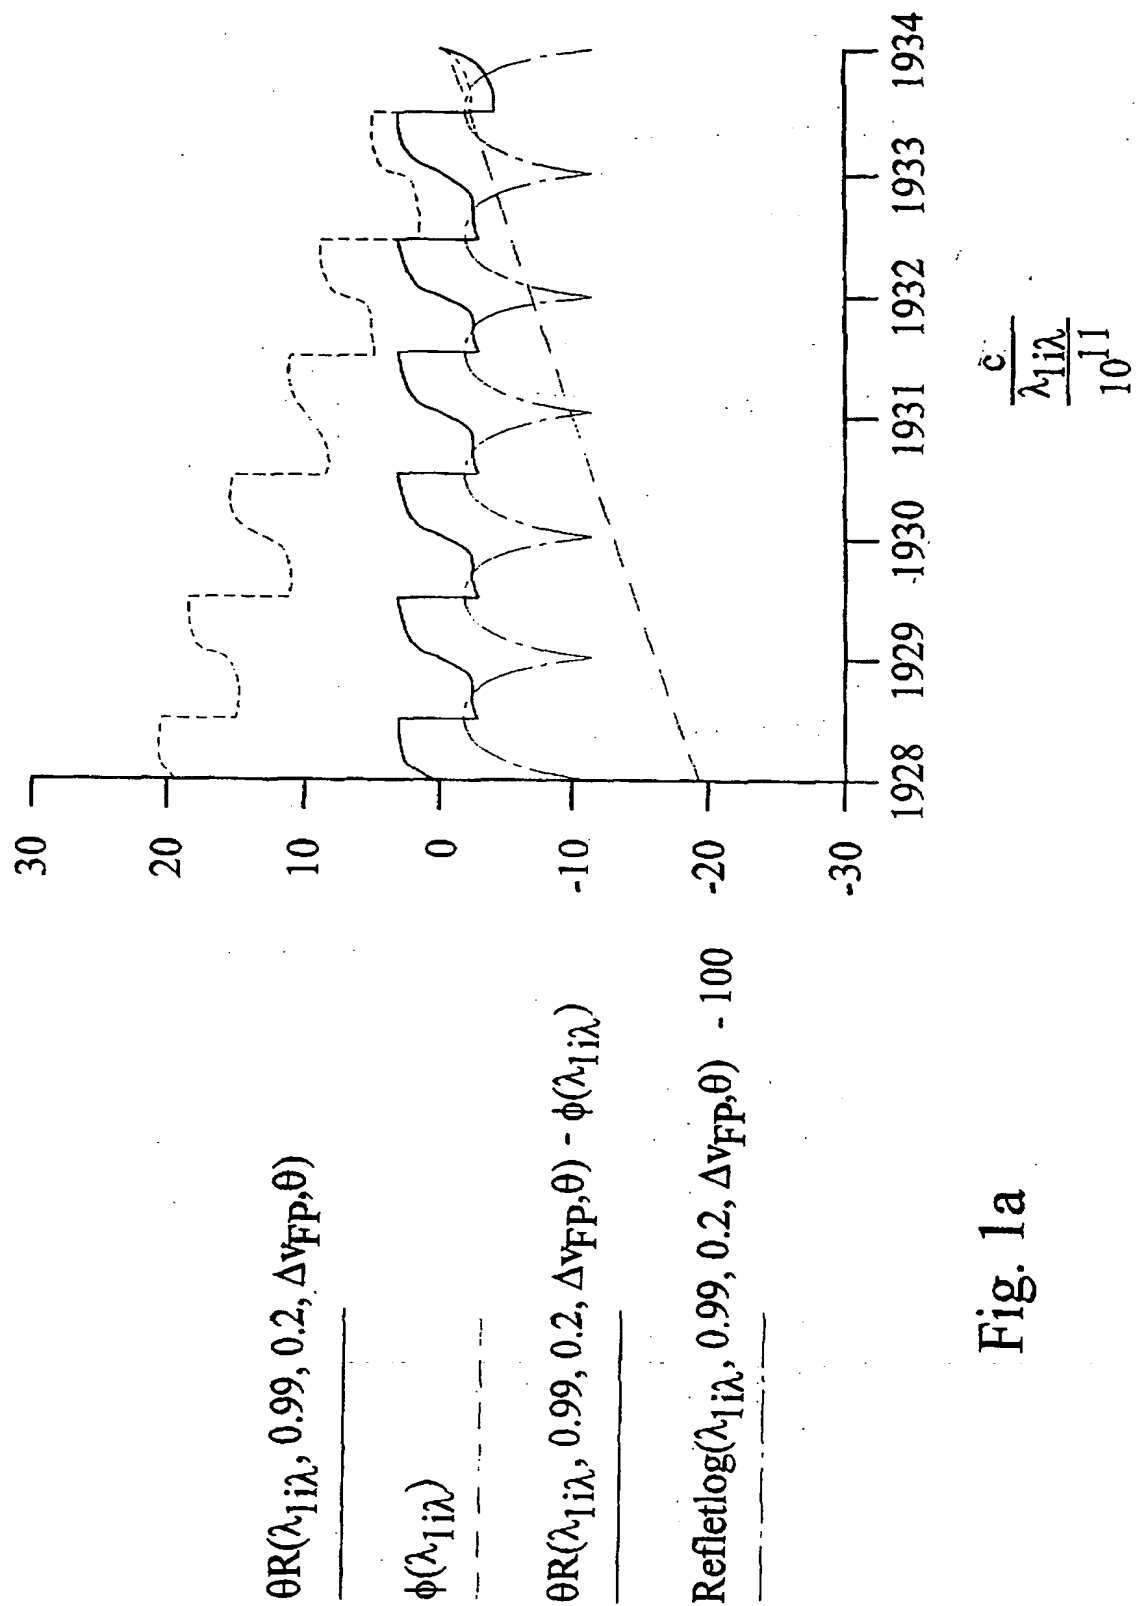 θR(λ1iλ, 0.99, 0.2, ΔvFP,θ)
ϕ(λ1iλ)
θR(λ1iλ, 0.99, 0.2, ΔvFP,θ) - ϕ(λ1iλ)
Refletlog(λ1iλ, 0.99, 0.2, ΔvFP,θ) - 100
30
20
10
0
-10
-20
-30
1928 1929 1930 1931 1932 1933 1934
c
λ1iλ
10^11
Fig. 1a